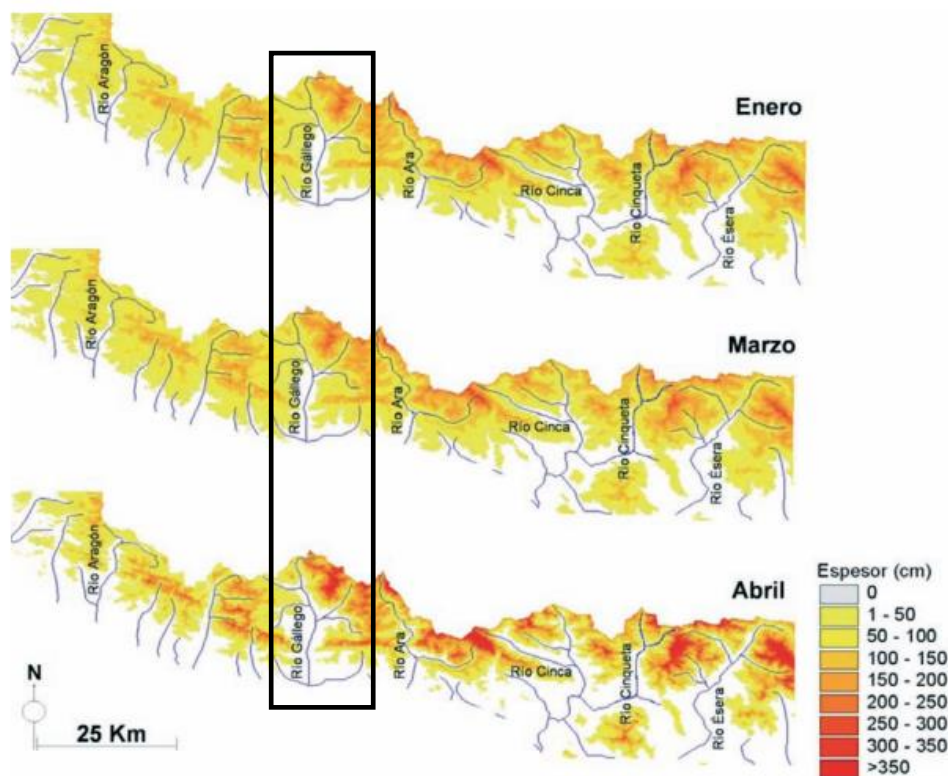 Enero
Río Aragón
Río Gállego
Río Ara
Río Cinca
Río Cinqueta
Río Ésera
Marzo
Río Aragón
Río Gállego
Río Ara
Río Cinca
Río Cinqueta
Río Ésera
Abril
Río Aragón
Río Gállego
Río Ara
Río Cinca
Río Cinqueta
Río Ésera
N
25 Km
Espesor (cm)
0
1 - 50
50 - 100
100 - 150
150 - 200
200 - 250
250 - 300
300 - 350
>350